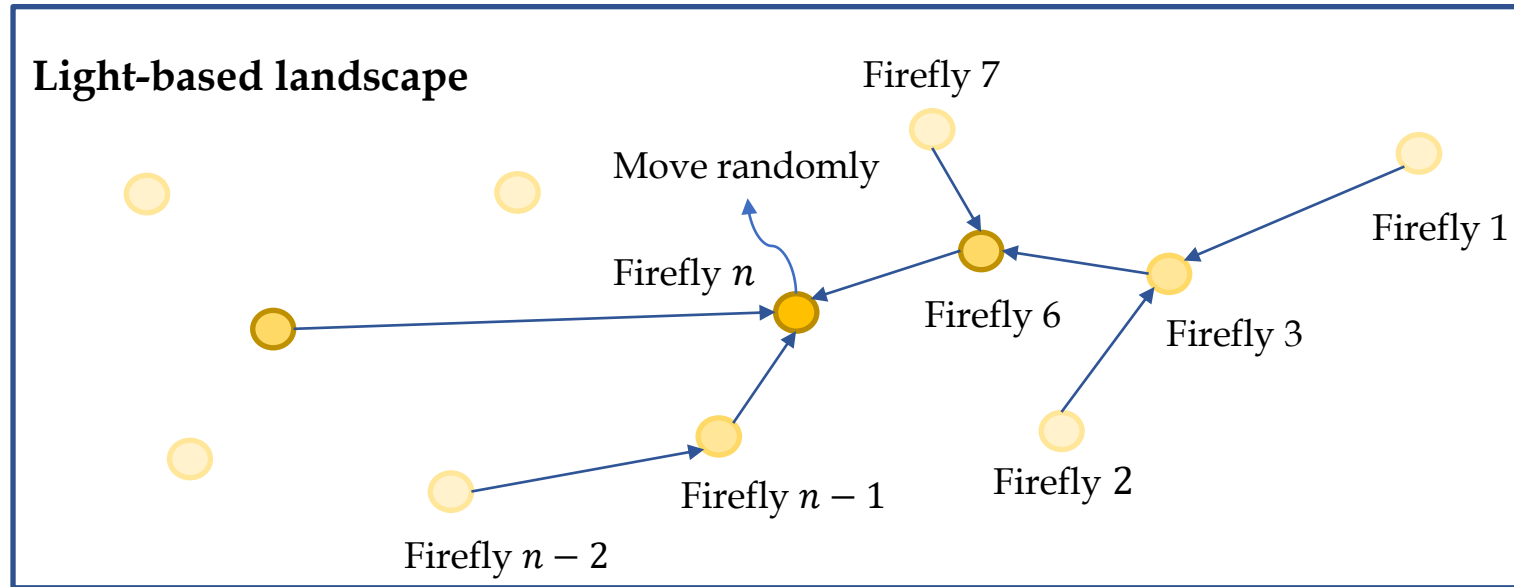 Light-based landscape
Firefly 7
Move randomly
Firefly 1
Firefly n
Firefly 6
Firefly 3
Firefly 2
Firefly n − 1
Firefly n − 2